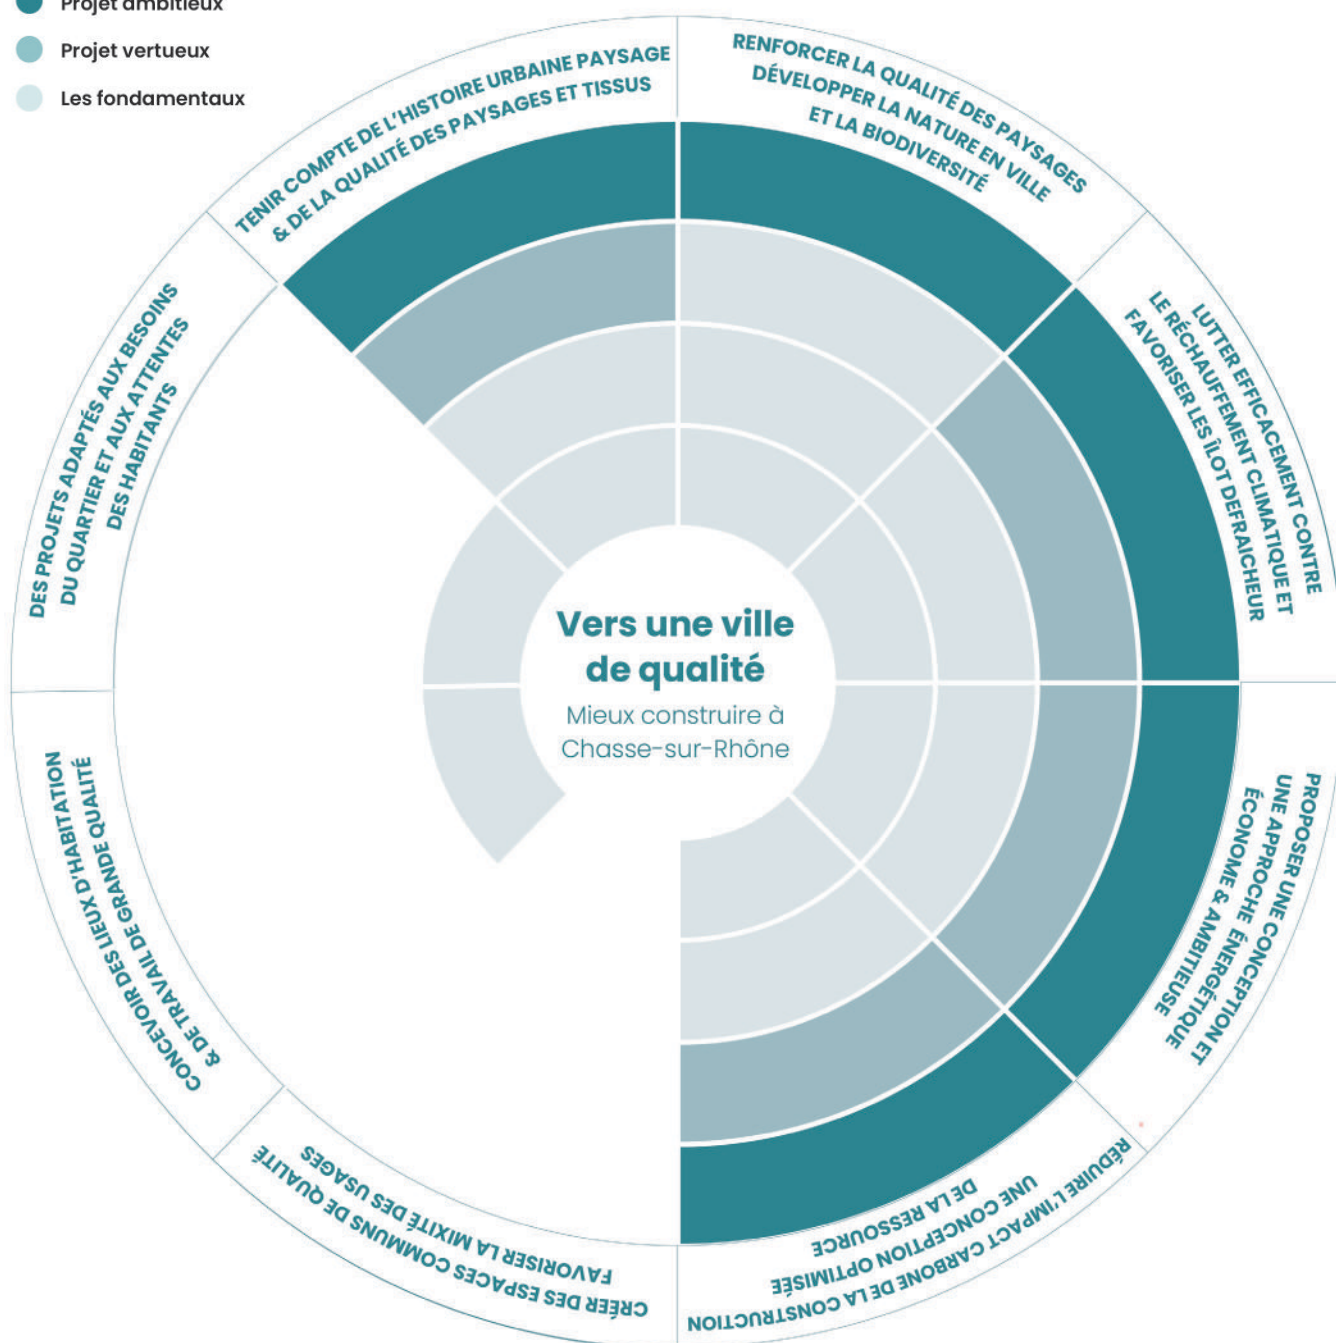 Projet ambitieux
Projet vertueux
Les fondamentaux
TENIR COMPTE DE L'HISTOIRE URBAINE PAYSAGE
& DE LA QUALITÉ DES PAYSAGES ET TISSUS
RENFORCER LA QUALITÉ DES PAYSAGES
DÉVELOPPER LA NATURE EN VILLE
ET LA BIODIVERSITÉ
LUTTER EFFICACEMENT CONTRE
LE RÉCHAUFFEMENT CLIMATIQUE ET
FAVORISER LES ÎLOT DEFRAICHEUR
PROPOSER UNE CONCEPTION ET
UNE APPROCHE ÉNERGÉTIQUE
ÉCONOME & AMBITIEUSE
RÉDUIRE L'IMPACT CARBONE DE LA CONSTRUCTION
UNE CONCEPTION OPTIMISÉE
DE LA RESSOURCE
CRÉER DES ESPACES COMMUNS DE QUALITÉ
FAVORISER LA MIXITÉ DES USAGES
CONCEVOIR DES LIEUX D'HABITATION
& DE TRAVAIL DE GRANDE QUALITÉ
DES PROJETS ADAPTÉS AUX BESOINS
DU QUARTIER ET AUX ATTENTES
DES HABITANTS
Vers une ville
de qualité
Mieux construire à
Chasse-sur-Rhône